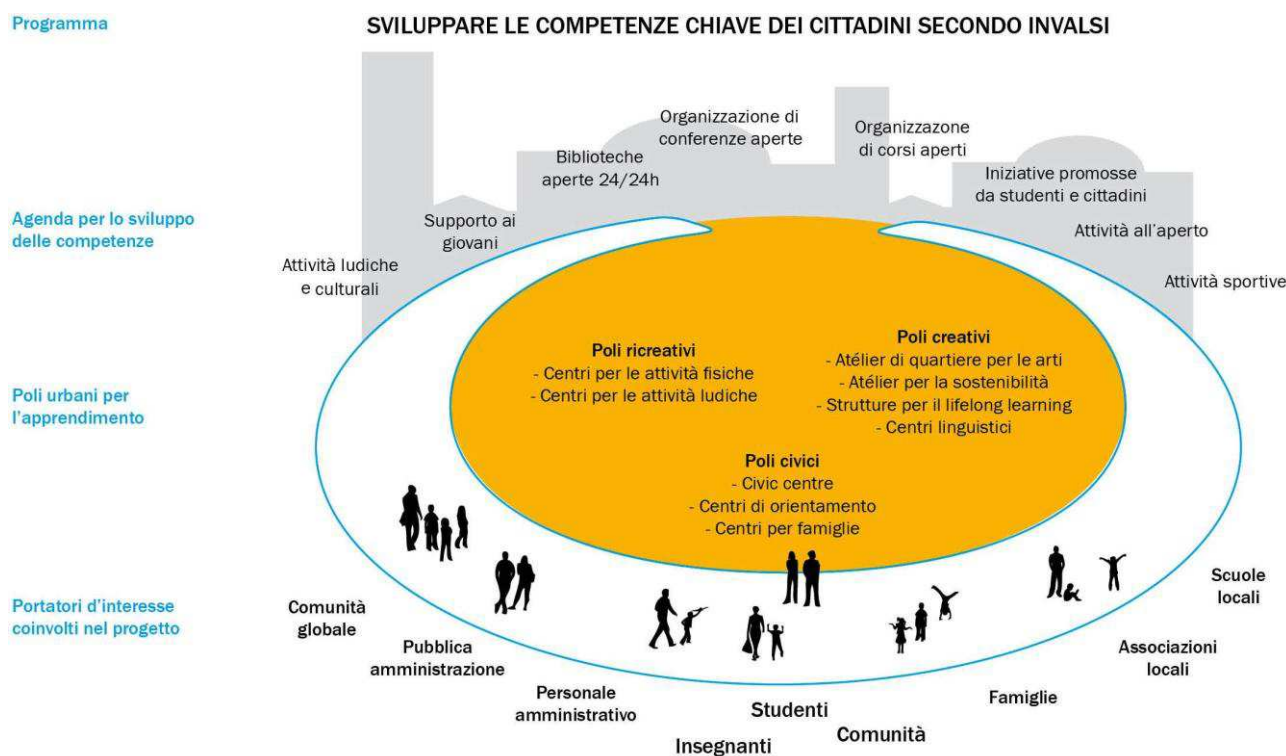 Programma
SVILUPPARE LE COMPETENZE CHIAVE DEI CITTADINI SECONDO INVALSI
Organizzazione di
conferenze aperte
Organizzazone
di corsi aperti
Biblioteche
aperte 24/24h
Iniziative promosse
da studenti e cittadini
Agenda per lo sviluppo
delle competenze
Supporto ai
giovani
Attività all'aperto
Attività ludiche
e culturali
Attività sportive
Poli urbani per
l'apprendimento
Poli ricreativi
- Centri per le attività fisiche
- Centri per le attività ludiche
Poli creativi
- Atélier di quartiere per le arti
- Atélier per la sostenibilità
- Strutture per il lifelong learning
- Centri linguistici
Poli civici
- Civic centre
- Centri di orientamento
- Centri per famiglie
Portatori d'interesse
coinvolti nel progetto
Comunità
globale
Pubblica
amministrazione
Personale
amministrativo
Insegnanti
Studenti
Comunità
Famiglie
Associazioni
locali
Scuole
locali